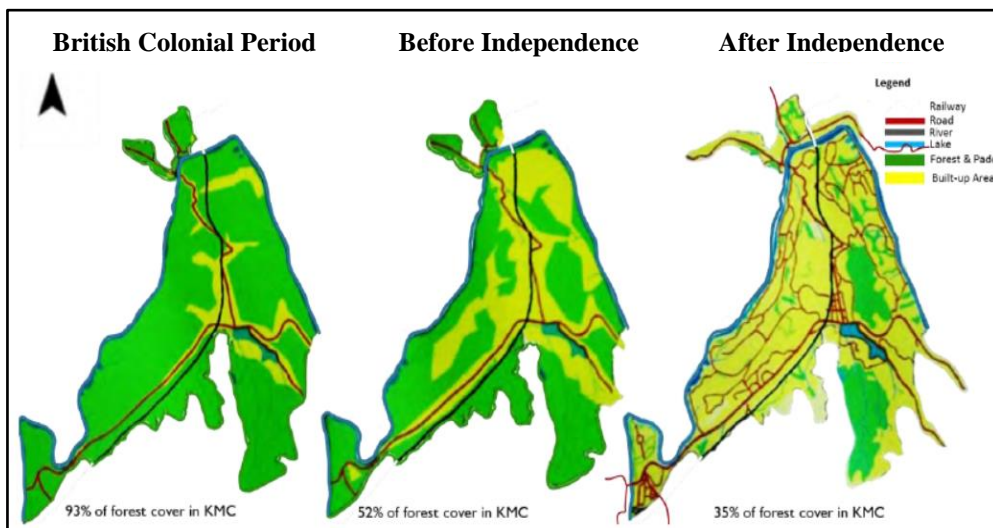 British Colonial Period
Before Independence
After Independence
Legend
Railway
Road
River
Lake
Forest & Padd
Built-up Area
93% of forest cover in KMC
52% of forest cover in KMC
35% of forest cover in KMC